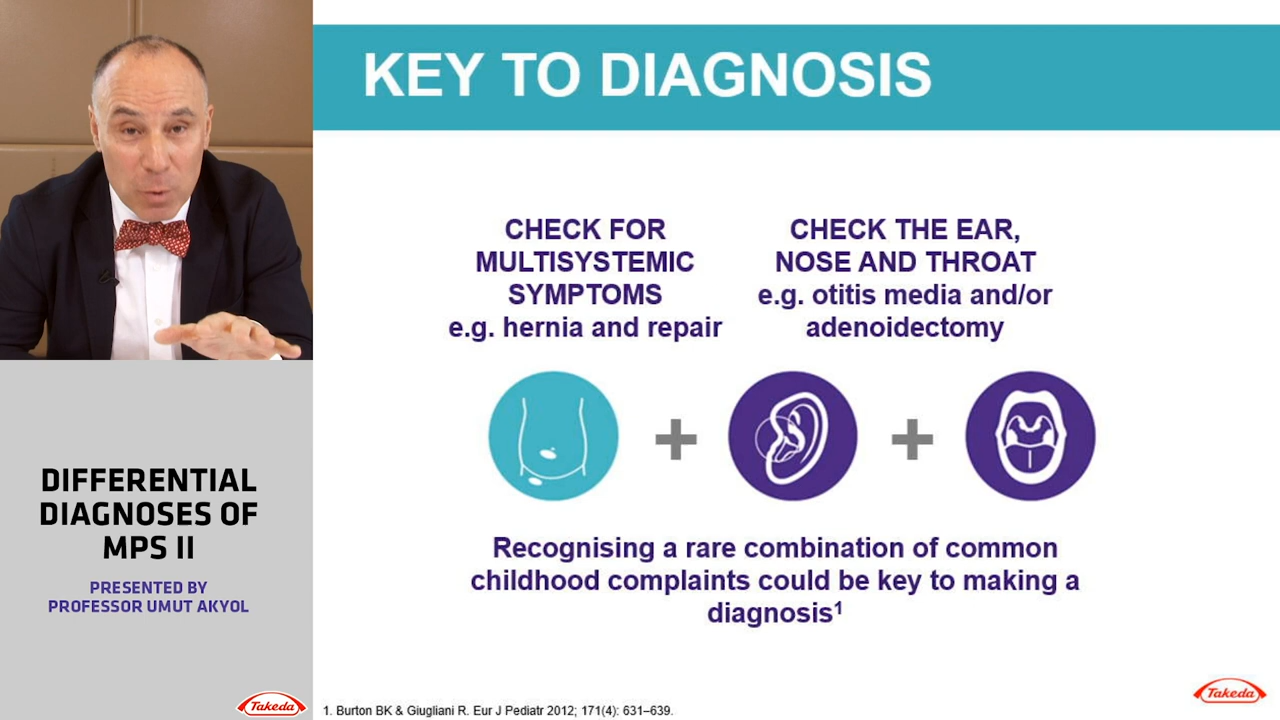 KEY TO DIAGNOSIS
CHECK FOR
MULTISYSTEMIC
SYMPTOMS
e.g. hernia and repair
CHECK THE EAR,
NOSE AND THROAT
e.g. otitis media and/or
adenoidectomy
+
+
Recognising a rare combination of common
childhood complaints could be key to making a
diagnosis¹
DIFFERENTIAL
DIAGNOSES OF
MPS II
PRESENTED BY
PROFESSOR UMUT AKYOL
Takeda
1. Burton BK & Giugliani R. Eur J Pediatr 2012; 171(4): 631–639.
Takeda